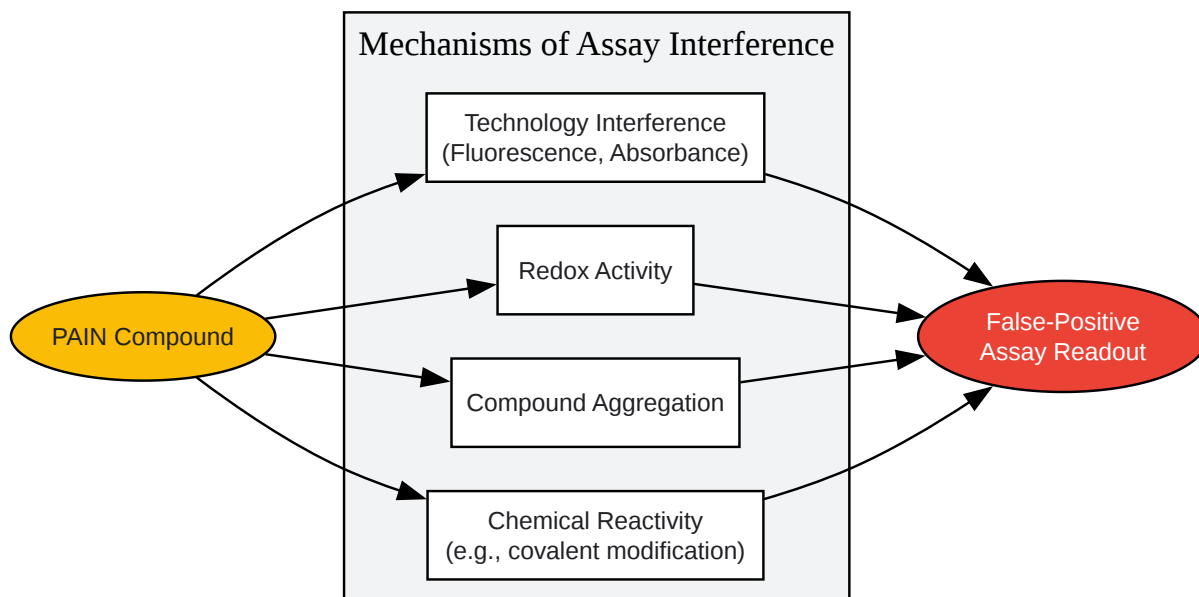 Mechanisms of Assay Interference
Technology Interference
(Fluorescence, Absorbance)
Redox Activity
PAIN Compound
False-Positive
Assay Readout
Compound Aggregation
Chemical Reactivity
(e.g., covalent modification)